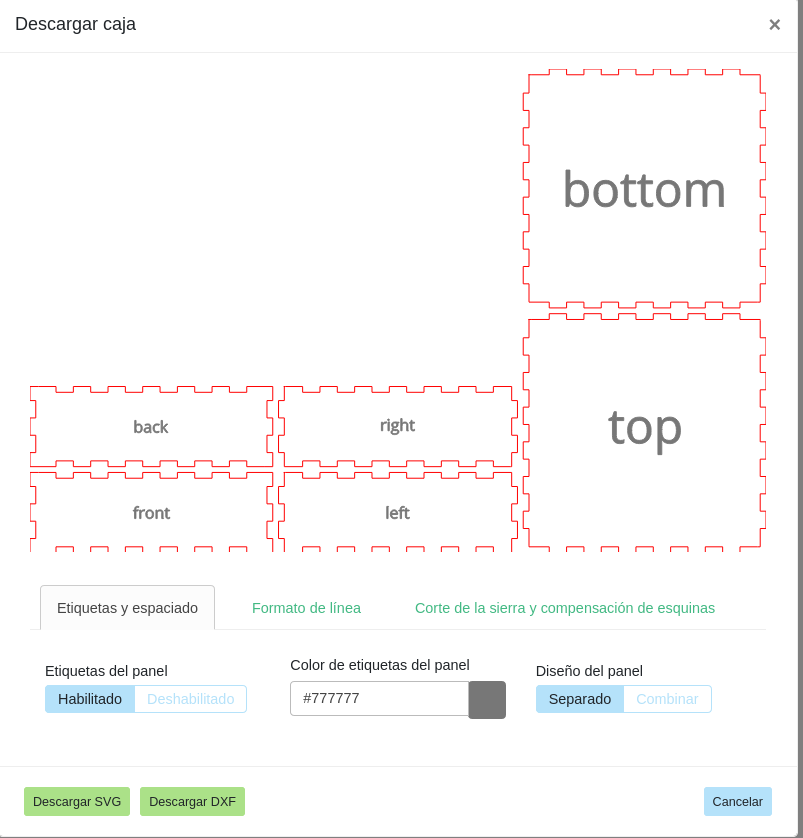 Descargar caja
×
bottom
top
back
right
front
left
Etiquetas y espaciado
Formato de línea
Corte de la sierra y compensación de esquinas
Etiquetas del panel
Habilitado
Deshabilitado
Color de etiquetas del panel
#777777
Diseño del panel
Separado
Combinar
Descargar SVG
Descargar DXF
Cancelar